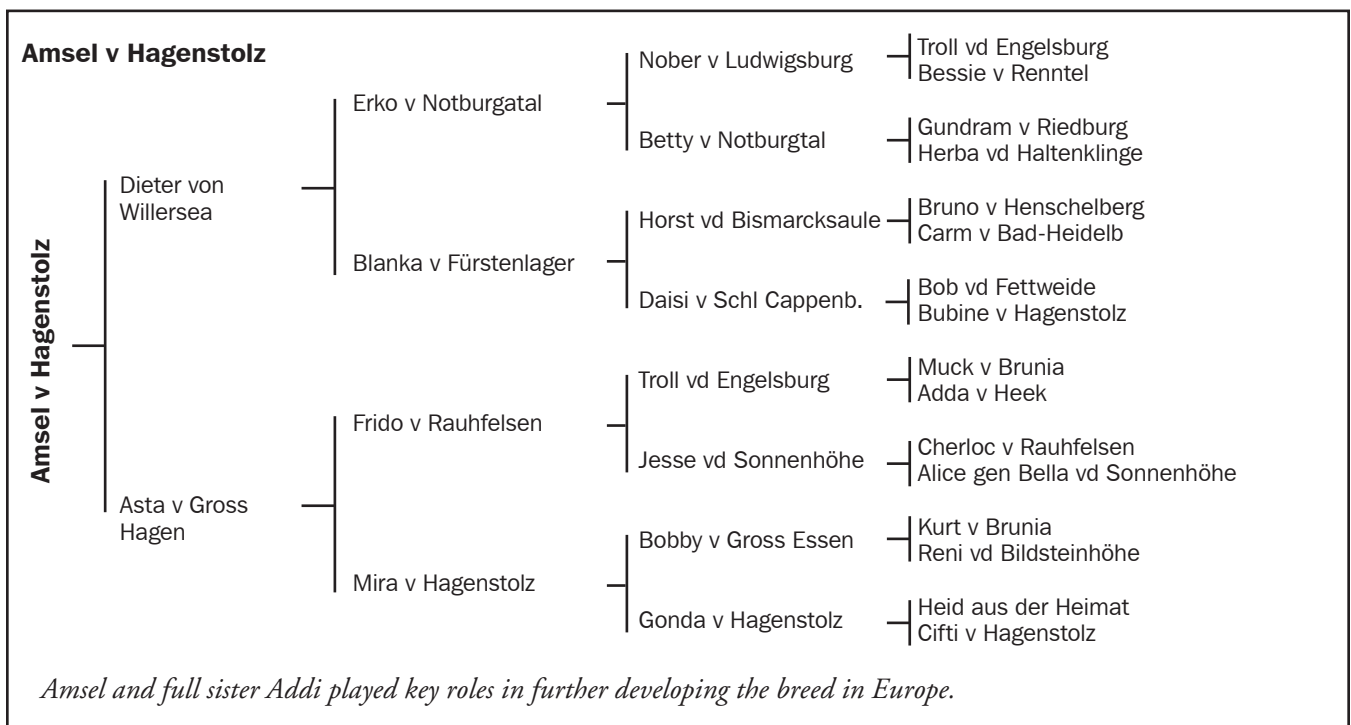 Amsel v Hagenstolz
Amsel v Hagenstolz
Dieter von
Willersea
Erko v Notburgatal
Nober v Ludwigsburg
Troll vd Engelsburg
Bessie v Renntel
Betty v Notburgtal
Gundram v Riedburg
Herba vd Haltenklinge
Blanka v Fürstenlager
Horst vd Bismarcksaule
Bruno v Henschelberg
Carm v Bad-Heidelb
Daisi v Schl Cappenb.
Bob vd Fettweide
Bubine v Hagenstolz
Asta v Gross
Hagen
Frido v Rauhfelsen
Troll vd Engelsburg
Muck v Brunia
Adda v Heek
Jesse vd Sonnenhöhe
Cherloc v Rauhfelsen
Alice gen Bella vd Sonnenhöhe
Mira v Hagenstolz
Bobby v Gross Essen
Kurt v Brunia
Reni vd Bildsteinhöhe
Gonda v Hagenstolz
Heid aus der Heimat
Cifti v Hagenstolz
Amsel and full sister Addi played key roles in further developing the breed in Europe.